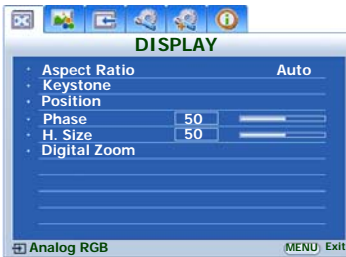 DISPLAY
Aspect Ratio Auto
Keystone
Position
Phase 50
H. Size 50
Digital Zoom
Analog RGB MENU Exit